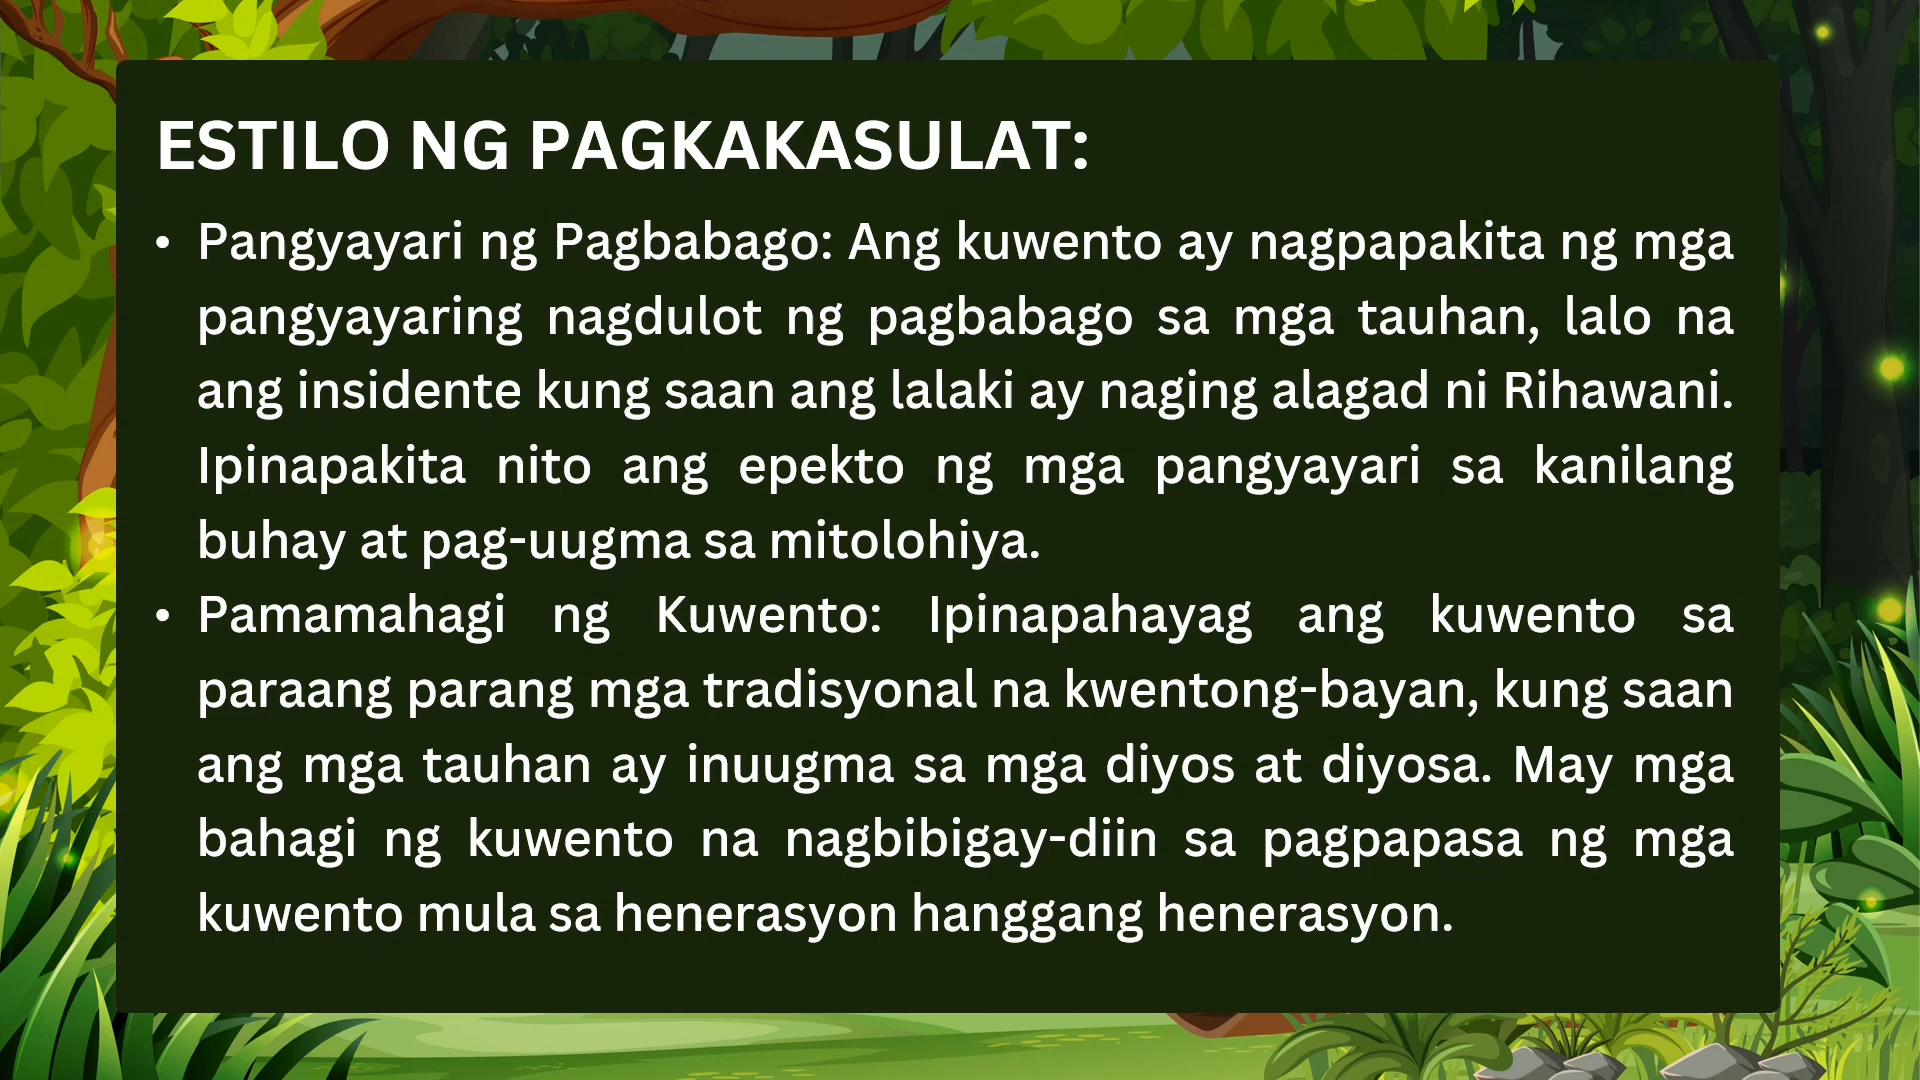 ESTILO NG PAGKAKASULAT:
• Pangyayari ng Pagbabago: Ang kuwento ay nagpapakita ng mga
pangyayaring nagdulot ng pagbabago sa mga tauhan, lalo na
ang insidente kung saan ang lalaki ay naging alagad ni Rihawani.
Ipinapakita nito ang epekto ng mga pangyayari sa kanilang
buhay at pag-uugma sa mitolohiya.
• Pamamahagi ng Kuwento: Ipinapahayag ang kuwento sa
paraang parang mga tradisyonal na kwentong-bayan, kung saan
ang mga tauhan ay inuugma sa mga diyos at diyosa. May mga
bahagi ng kuwento na nagbibigay-diin sa pagpapasa ng mga
kuwento mula sa henerasyon hanggang henerasyon.